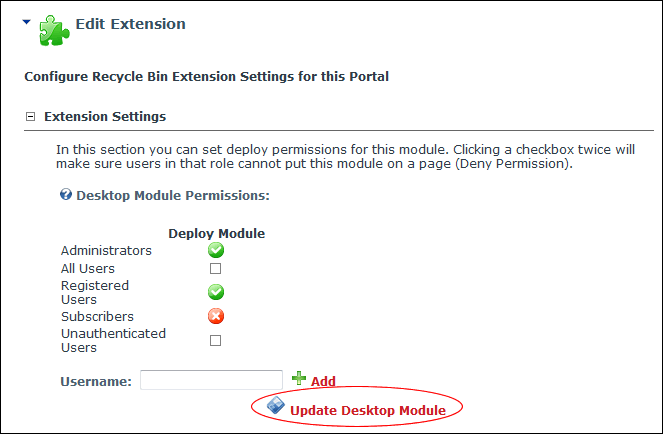 Edit Extension
Configure Recycle Bin Extension Settings for this Portal
Extension Settings
In this section you can set deploy permissions for this module. Clicking a checkbox twice will
make sure users in that role cannot put this module on a page (Deny Permission).
Desktop Module Permissions:
Deploy Module
Administrators
All Users
Registered
Users
Subscribers
Unauthenticated
Users
Username: Add
Update Desktop Module